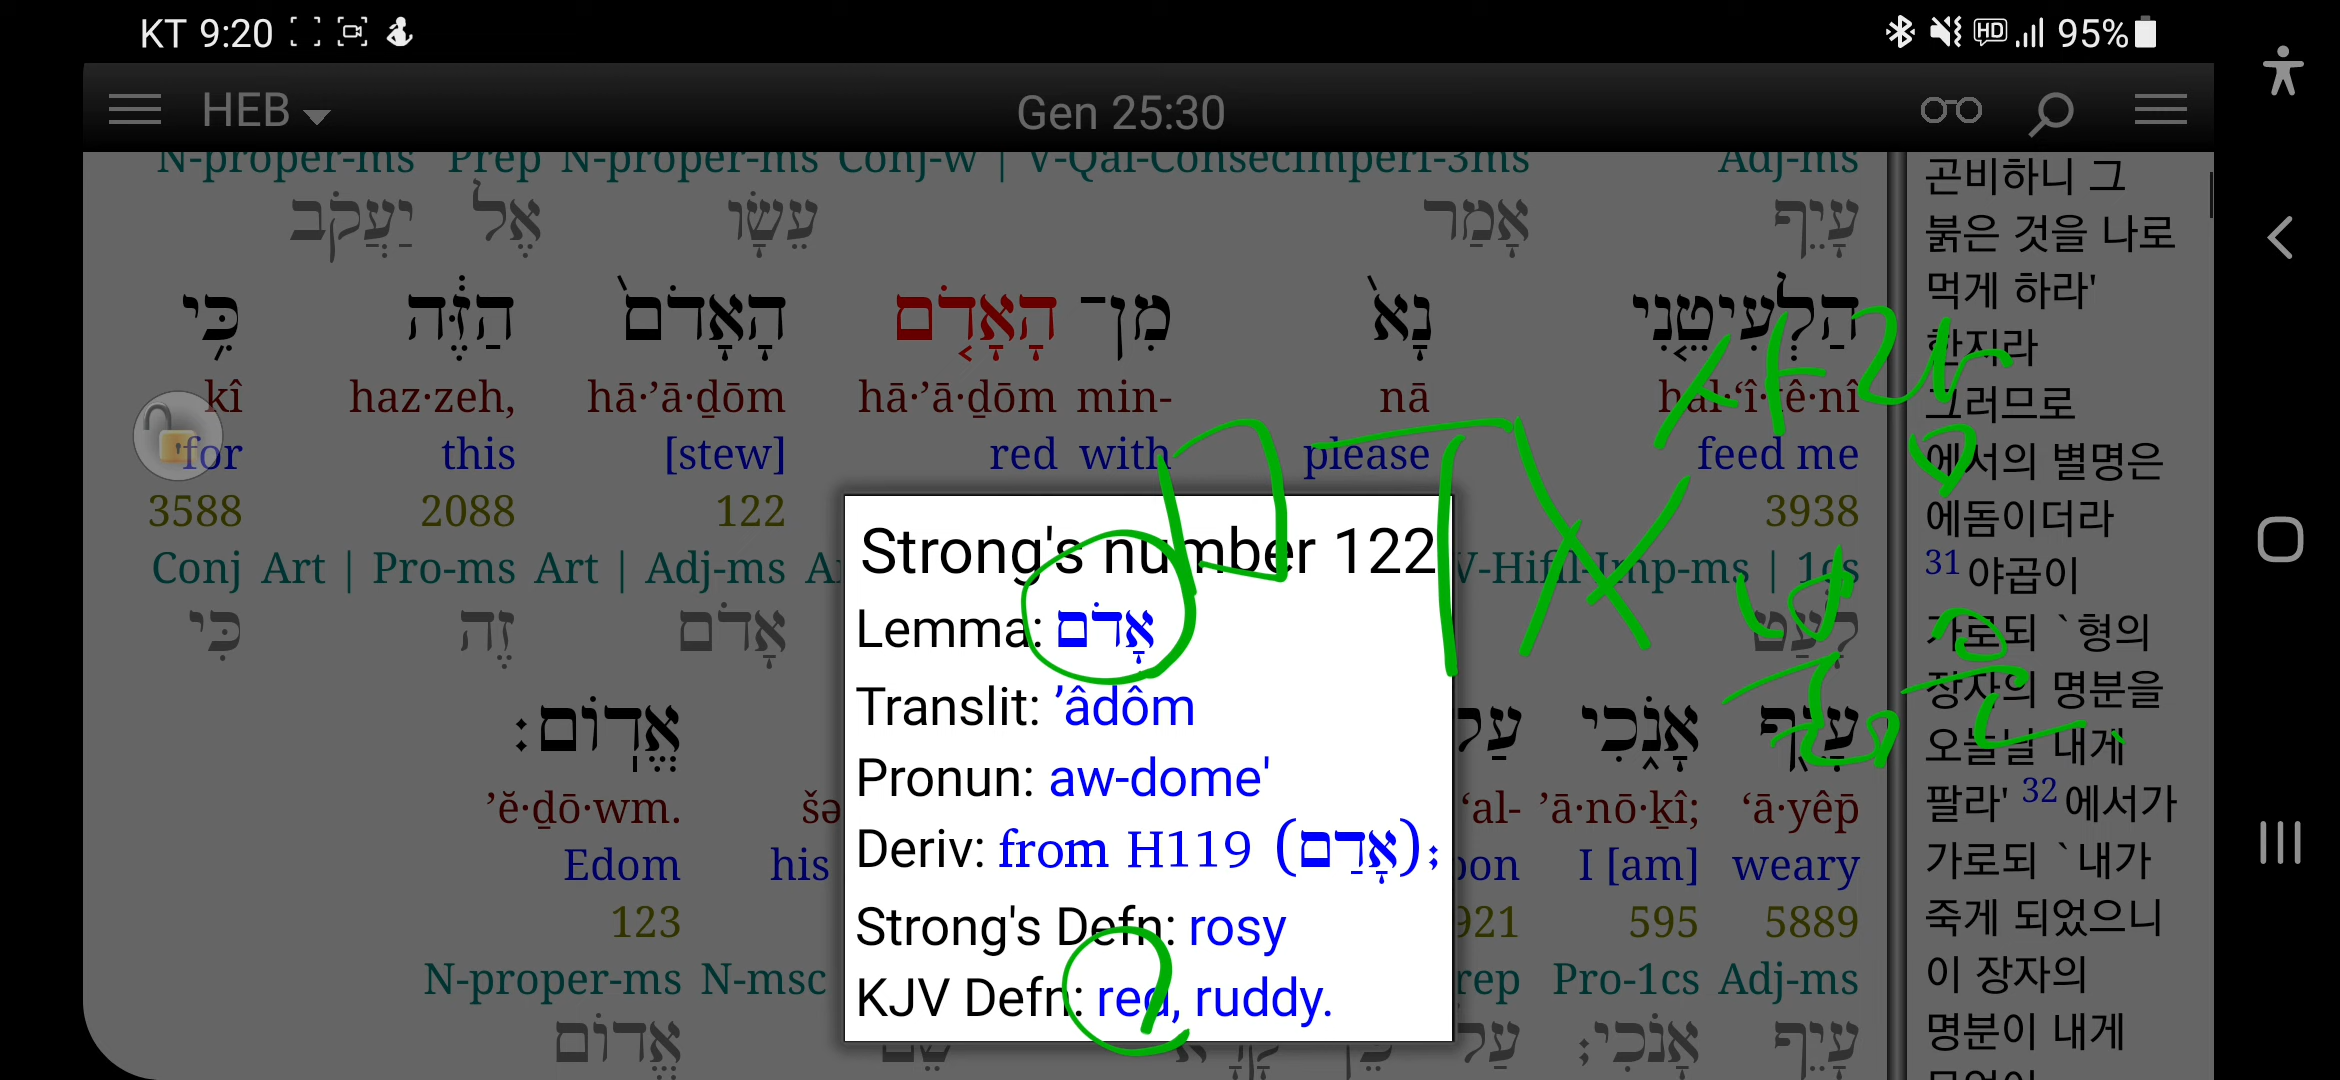 KT 9:20 95%
HEB Gen 25:30
N-proper-ms Prep N-proper-ms Conj-w | V-Qal-ConsecImperf-3ms Adj-ms
עָיֵף אָמַר עֵשָׂו אֶל יַעֲקֹב
הַלְעִיטֵ֤נִי נָא֙ מִן־ הָאָדֹ֤ם הָאָדֹם֙ הַזֶּ֔ה כִּ֥י
kî haz·zeh, hā·’ā·ḏōm hā·’ā·ḏōm min- nā hal·‘î·ṭê·nî
for this [stew] red with please feed me
3588 2088 122 3938
Conj Art | Pro-ms Art | Adj-ms V-Hifil-Imp-ms | 1cs
לָעַט אָדֹם זֶה כִּי
עָיֵ֖ף אָנֹ֑כִי עַל אֱדֽוֹם׃
’ĕ·ḏō·wm. šə ‘al- ’ā·nō·ḵî; ‘ā·yêp̄
Edom his I [am] weary
123 921 595 5889
N-proper-ms N-msc Pro-1cs Adj-ms
עָיֵף אָנֹכִי; עַל אֱדוֹם
Strong's number 122
Lemma: אָדֹם
Translit: ’âdôm
Pronun: aw-dome'
Deriv: from H119 (אָדַם);
Strong's Defn: rosy
KJV Defn: red, ruddy.
곤비하니 그
붉은 것을 나로
먹게 하라'
한지라
그러므로
에서의 별명은
에돔이더라
31 야곱이
가로되 `형의
장자의 명분을
오늘날 내게
팔라' 32 에서가
가로되 `내가
죽게 되었으니
이 장자의
명분이 내게